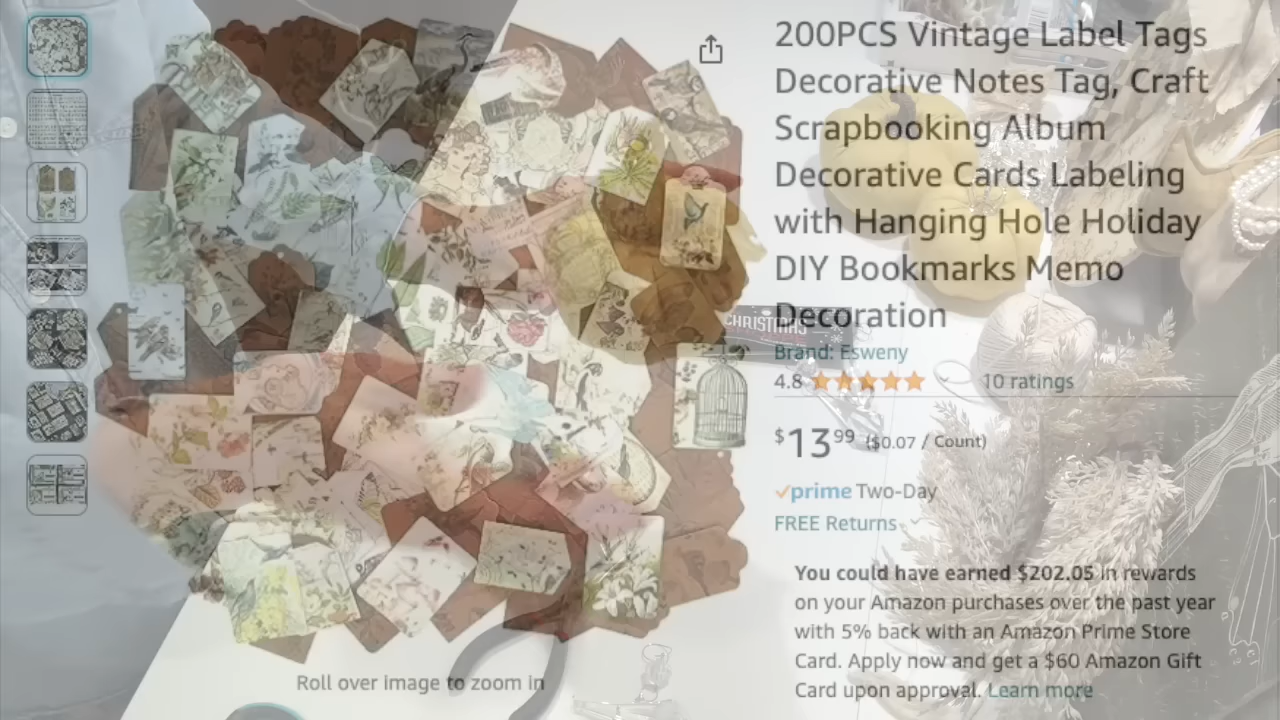 200PCS Vintage Label Tags
Decorative Notes Tag, Craft
Scrapbooking Album
Decorative Cards Labeling
with Hanging Hole Holiday
DIY Bookmarks Memo
Decoration
CHRISTMAS
Brand: Esweny
4.8 10 ratings
$13.99 ($0.07 / Count)
prime Two-Day
FREE Returns
You could have earned $202.05 in rewards
on your Amazon purchases over the past year
with 5% back with an Amazon Prime Store
Card. Apply now and get a $60 Amazon Gift
Card upon approval. Learn more
Roll over image to zoom in